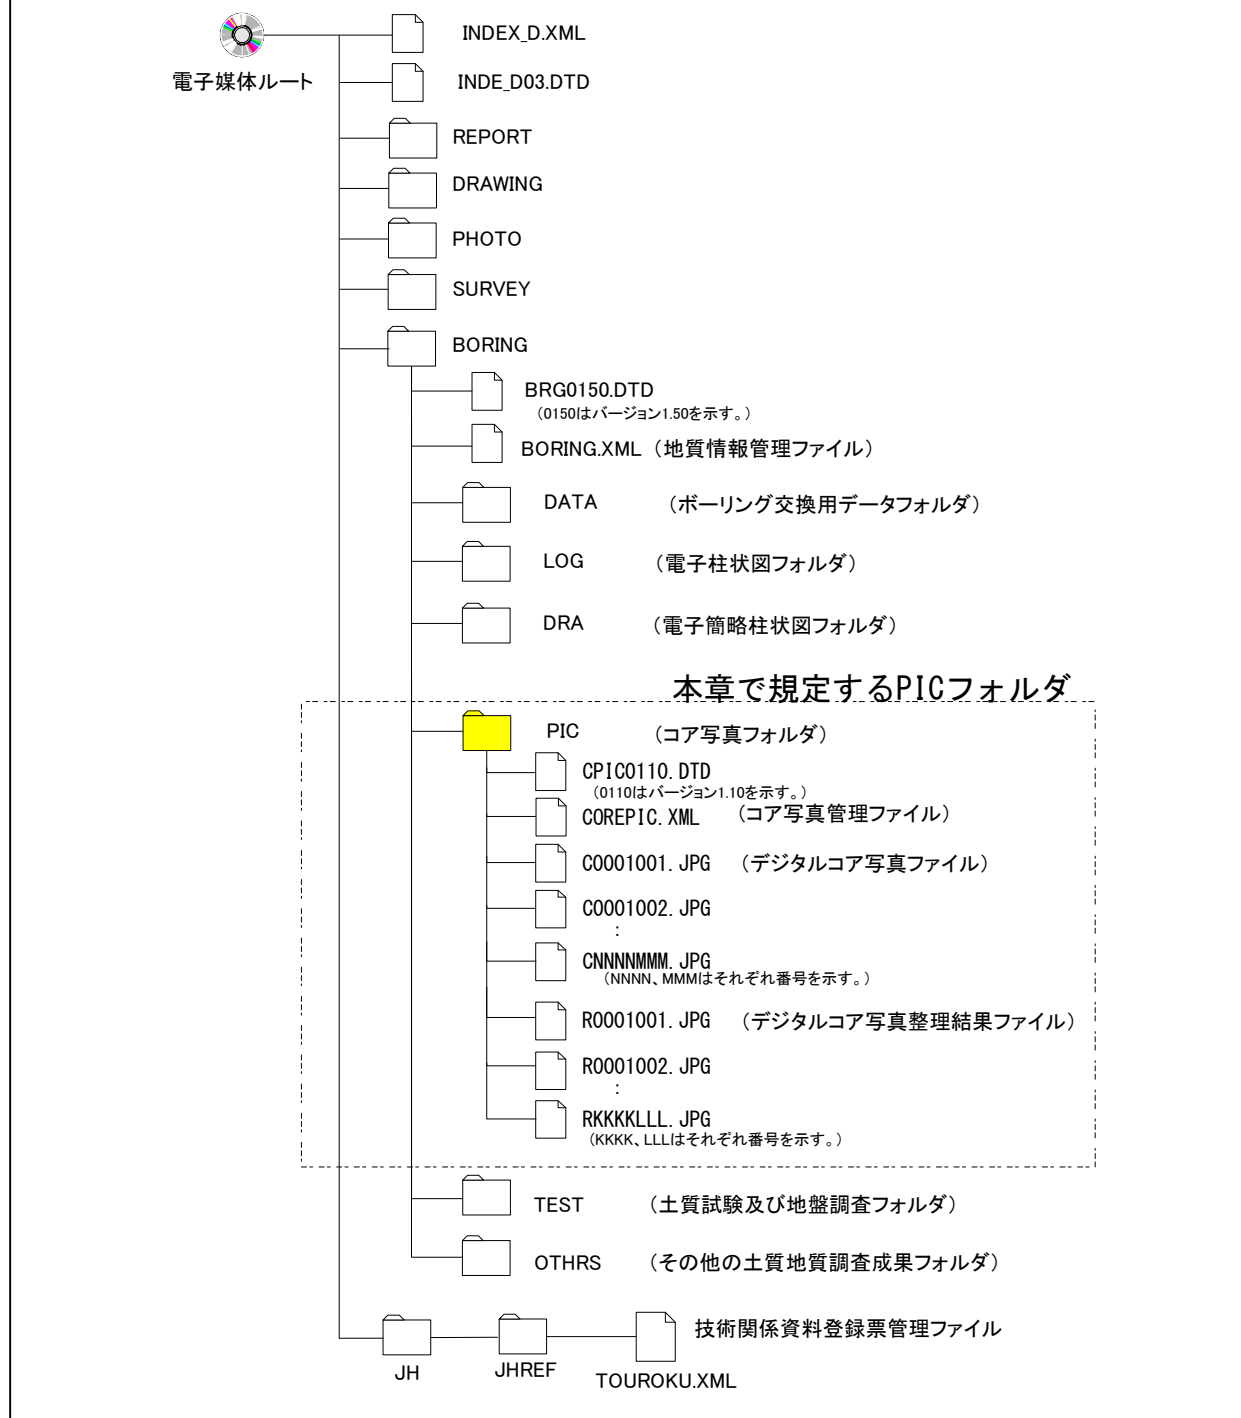 INDEX_D.XML
電子媒体ルート
INDE_D03.DTD
REPORT
DRAWING
PHOTO
SURVEY
BORING
BRG0150.DTD
（0150はバージョン1.50を示す。）
BORING.XML（地質情報管理ファイル）
DATA （ボーリング交換用データフォルダ）
LOG （電子柱状図フォルダ）
DRA （電子簡略柱状図フォルダ）
本章で規定するPICフォルダ
PIC （コア写真フォルダ）
CPIC0110.DTD
（0110はバージョン1.10を示す。）
COREPIC.XML （コア写真管理ファイル）
C0001001.JPG （デジタルコア写真ファイル）
C0001002.JPG
：
CNNNNMMM.JPG
（NNNN、MMMはそれぞれ番号を示す。）
R0001001.JPG （デジタルコア写真整理結果ファイル）
R0001002.JPG
：
RKKKKLLL.JPG
（KKKK、LLLはそれぞれ番号を示す。）
TEST （土質試験及び地盤調査フォルダ）
OTHRS （その他の土質地質調査成果フォルダ）
技術関係資料登録票管理ファイル
JH
JHREF
TOUROKU.XML